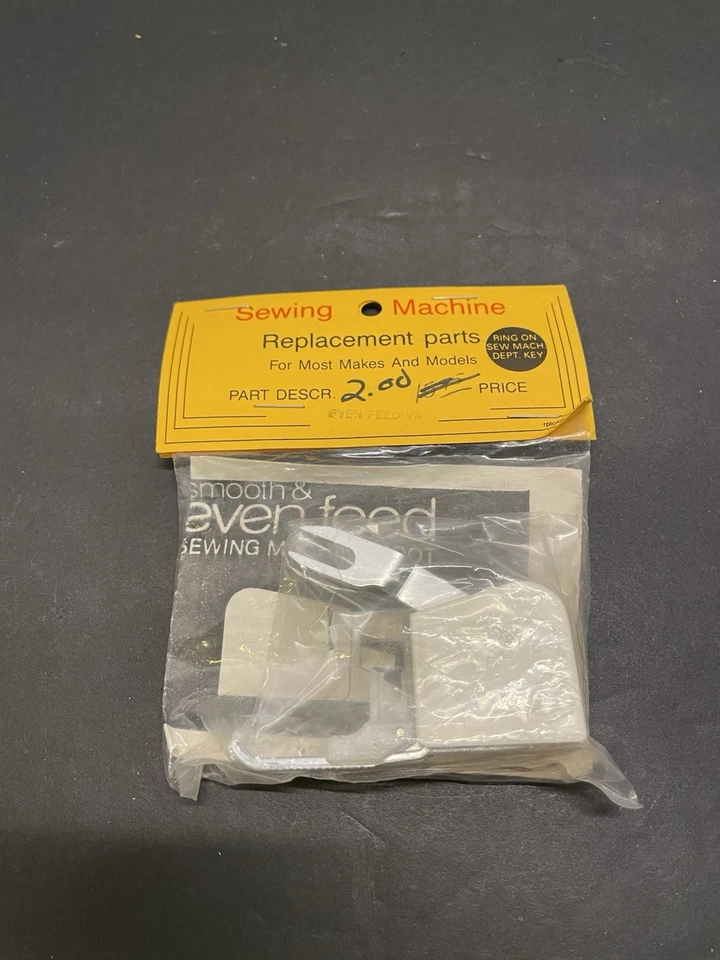 Sewing Machine
Replacement parts
For Most Makes And Models
RING ON
SEW MACH.
DEPT. KEY
PART DESCR. 2.00 PRICE
EVEN FEED
smooth &
even feed
SEWING